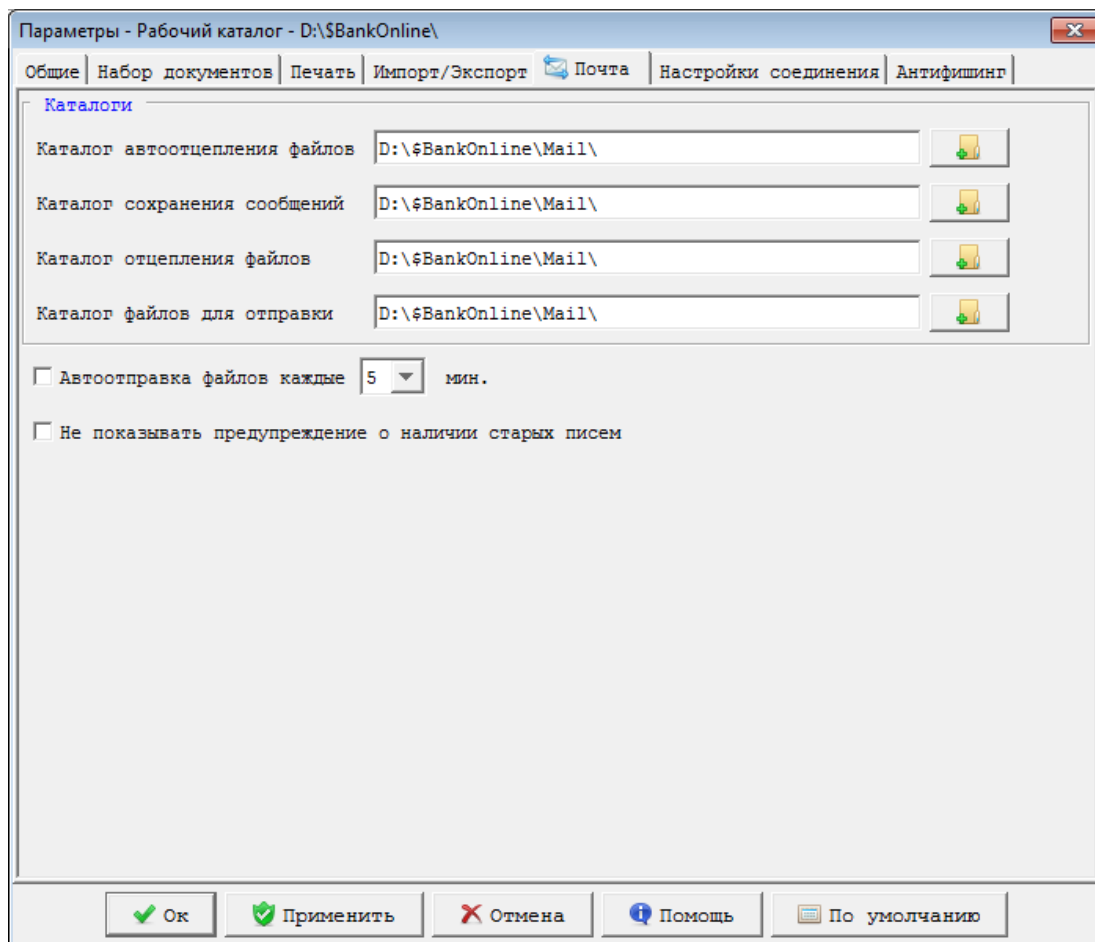 Параметры - Рабочий каталог - D:\$BankOnline\
Общие Набор документов Печать Импорт/Экспорт Почта Настройки соединения Антифишинг
Каталоги
Каталог автоотцепления файлов D:\$BankOnline\Mail\
Каталог сохранения сообщений D:\$BankOnline\Mail\
Каталог отцепления файлов D:\$BankOnline\Mail\
Каталог файлов для отправки D:\$BankOnline\Mail\
Автоотправка файлов каждые 5 мин.
Не показывать предупреждение о наличии старых писем
Ок Применить Отмена Помощь По умолчанию